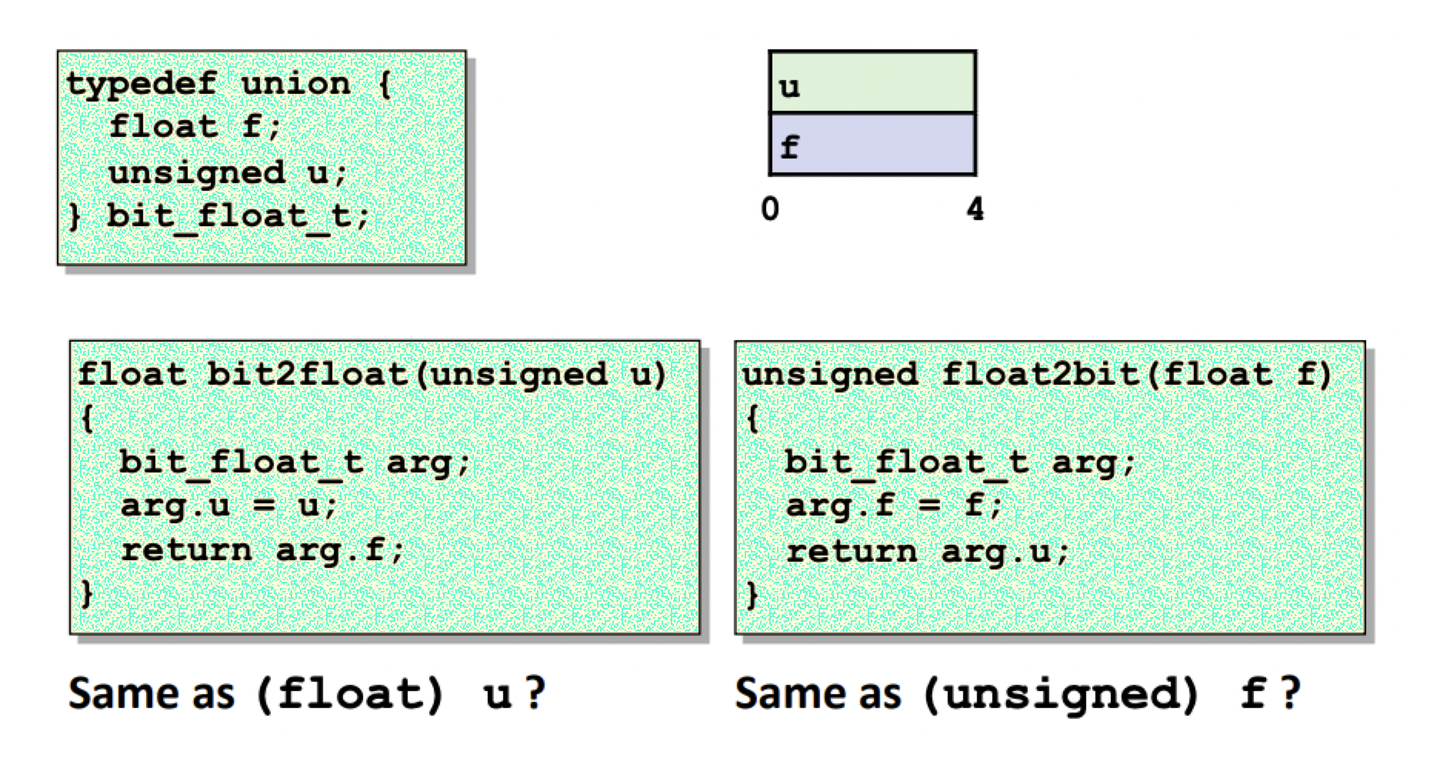 typedef union {
  float f;
  unsigned u;
} bit_float_t;
u
f
0 4
float bit2float(unsigned u)
{
  bit_float_t arg;
  arg.u = u;
  return arg.f;
}
unsigned float2bit(float f)
{
  bit_float_t arg;
  arg.f = f;
  return arg.u;
}
Same as (float) u ?
Same as (unsigned) f ?